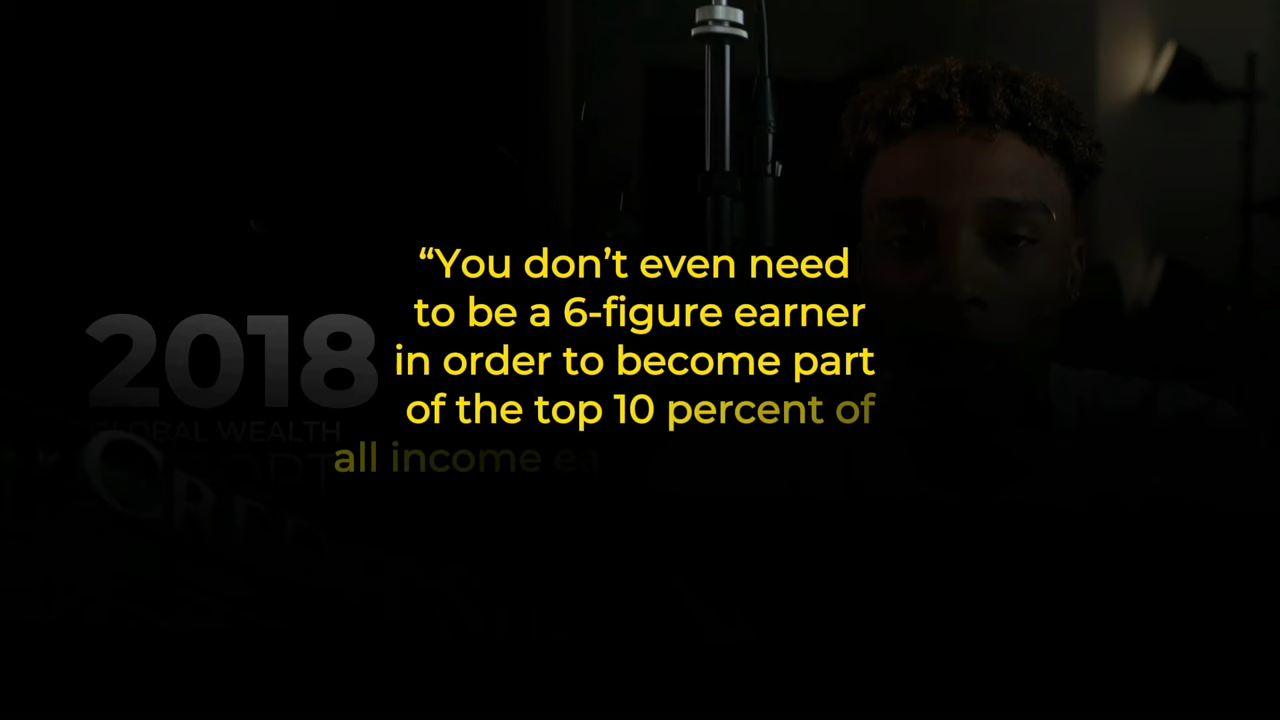 “You don’t even need
to be a 6-figure earner
in order to become part
of the top 10 percent of
all income ea
2018
GLOBAL WEALTH